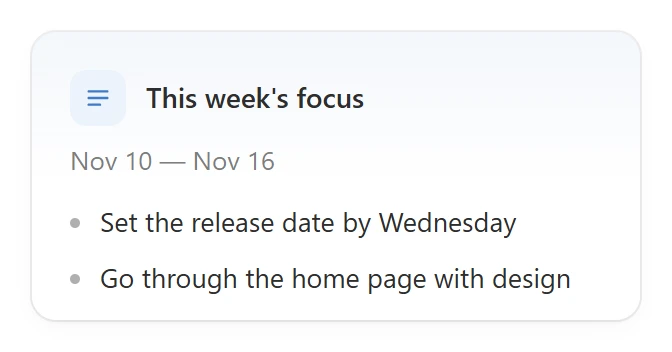 This week's focus
Nov 10 — Nov 16
Set the release date by Wednesday
Go through the home page with design